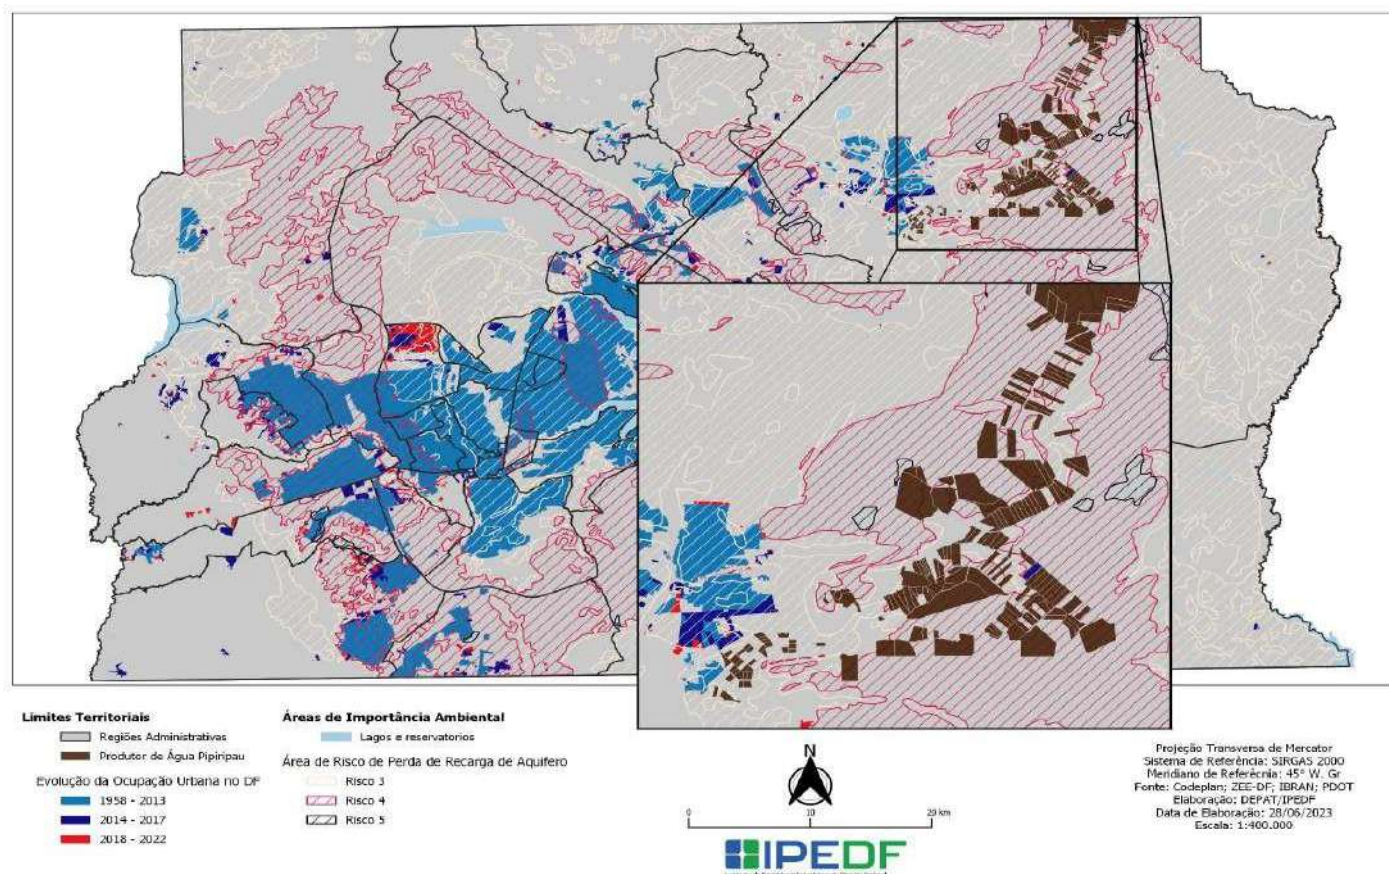 Limites Territoriais
Regiões Administrativas
Produtor de Água Pipiripau
Evolução da Ocupação Urbana no DF
1958 - 2013
2014 - 2017
2018 - 2022
Áreas de Importância Ambiental
Lagos e reservatorios
Área de Risco de Perda de Recarga de Aquifero
Risco 3
Risco 4
Risco 5
N
0 10 20 km
IPEDF
Projeção Transversa de Mercator
Sistema de Referência: SIRGAS 2000
Meridiano de Referência: 45° W. Gr
Fonte: Codeplan; ZEE-DF; IBRAN; PDOT
Elaboração: DEPAT/IPEDF
Data de Elaboração: 28/06/2023
Escala: 1:400.000